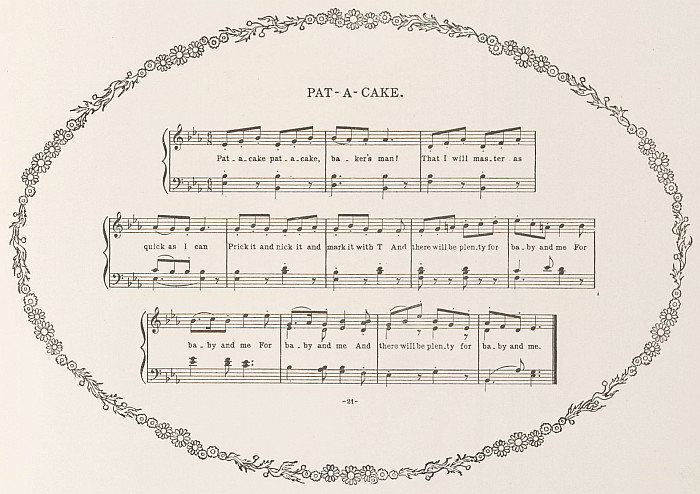 PAT-A-CAKE.
Pat-a-cake pat-a-cake, ba-ker's man! That I will mas-ter as
quick as I can Prick it and nick it and mark it with T And there will be plen-ty for ba-by and me For
ba-by and me For ba-by and me And there will be plen-ty for ba-by and me.
-21-